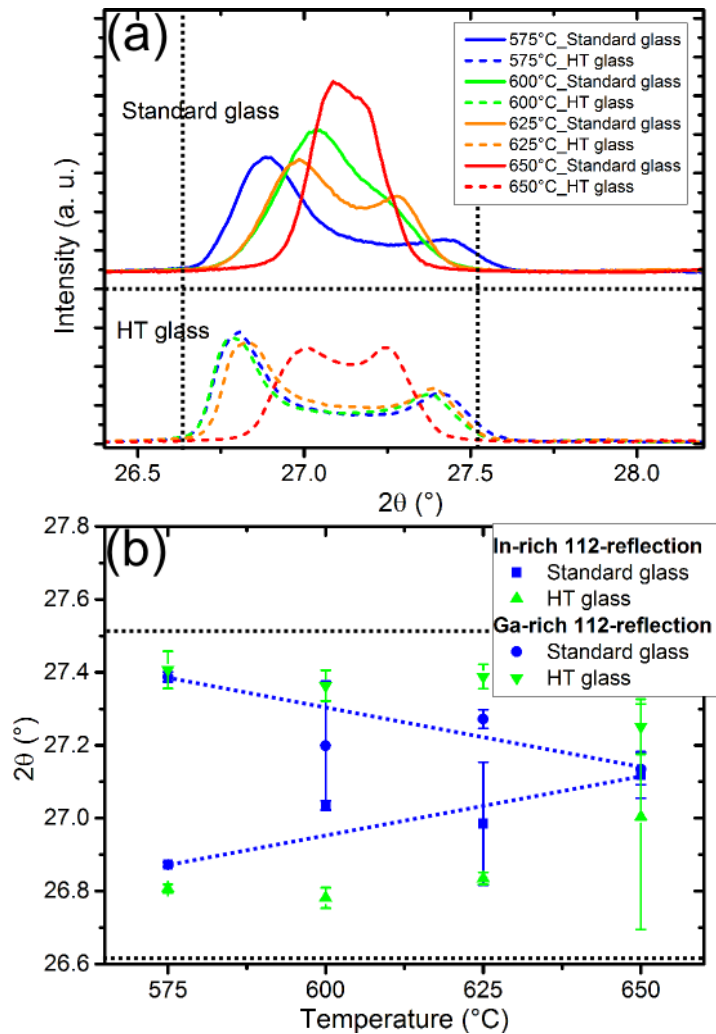 (a)
575°C_Standard glass
575°C_HT glass
600°C_Standard glass
600°C_HT glass
625°C_Standard glass
625°C_HT glass
650°C_Standard glass
650°C_HT glass
Standard glass
HT glass
Intensity (a. u.)
26.5 27.0 27.5 28.0
2θ (°)
(b)
In-rich 112-reflection
Standard glass
HT glass
Ga-rich 112-reflection
Standard glass
HT glass
27.8
27.6
27.4
27.2
27.0
26.8
26.6
2θ (°)
575 600 625 650
Temperature (°C)